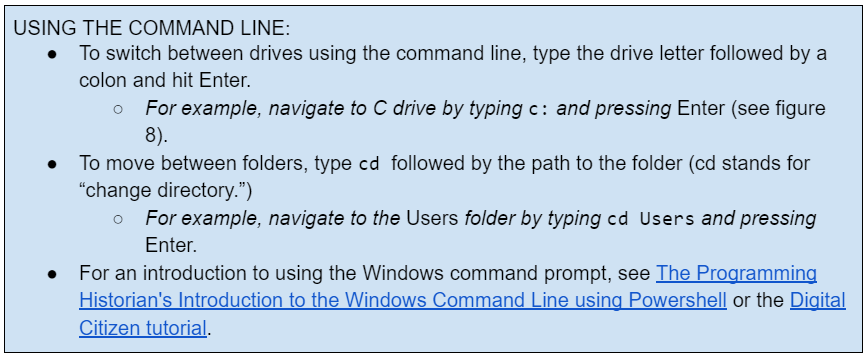 USING THE COMMAND LINE:
● To switch between drives using the command line, type the drive letter followed by a
colon and hit Enter.
○ For example, navigate to C drive by typing c: and pressing Enter (see figure
8).
● To move between folders, type cd followed by the path to the folder (cd stands for
“change directory.”)
○ For example, navigate to the Users folder by typing cd Users and pressing
Enter.
● For an introduction to using the Windows command prompt, see The Programming
Historian's Introduction to the Windows Command Line using Powershell or the Digital
Citizen tutorial.